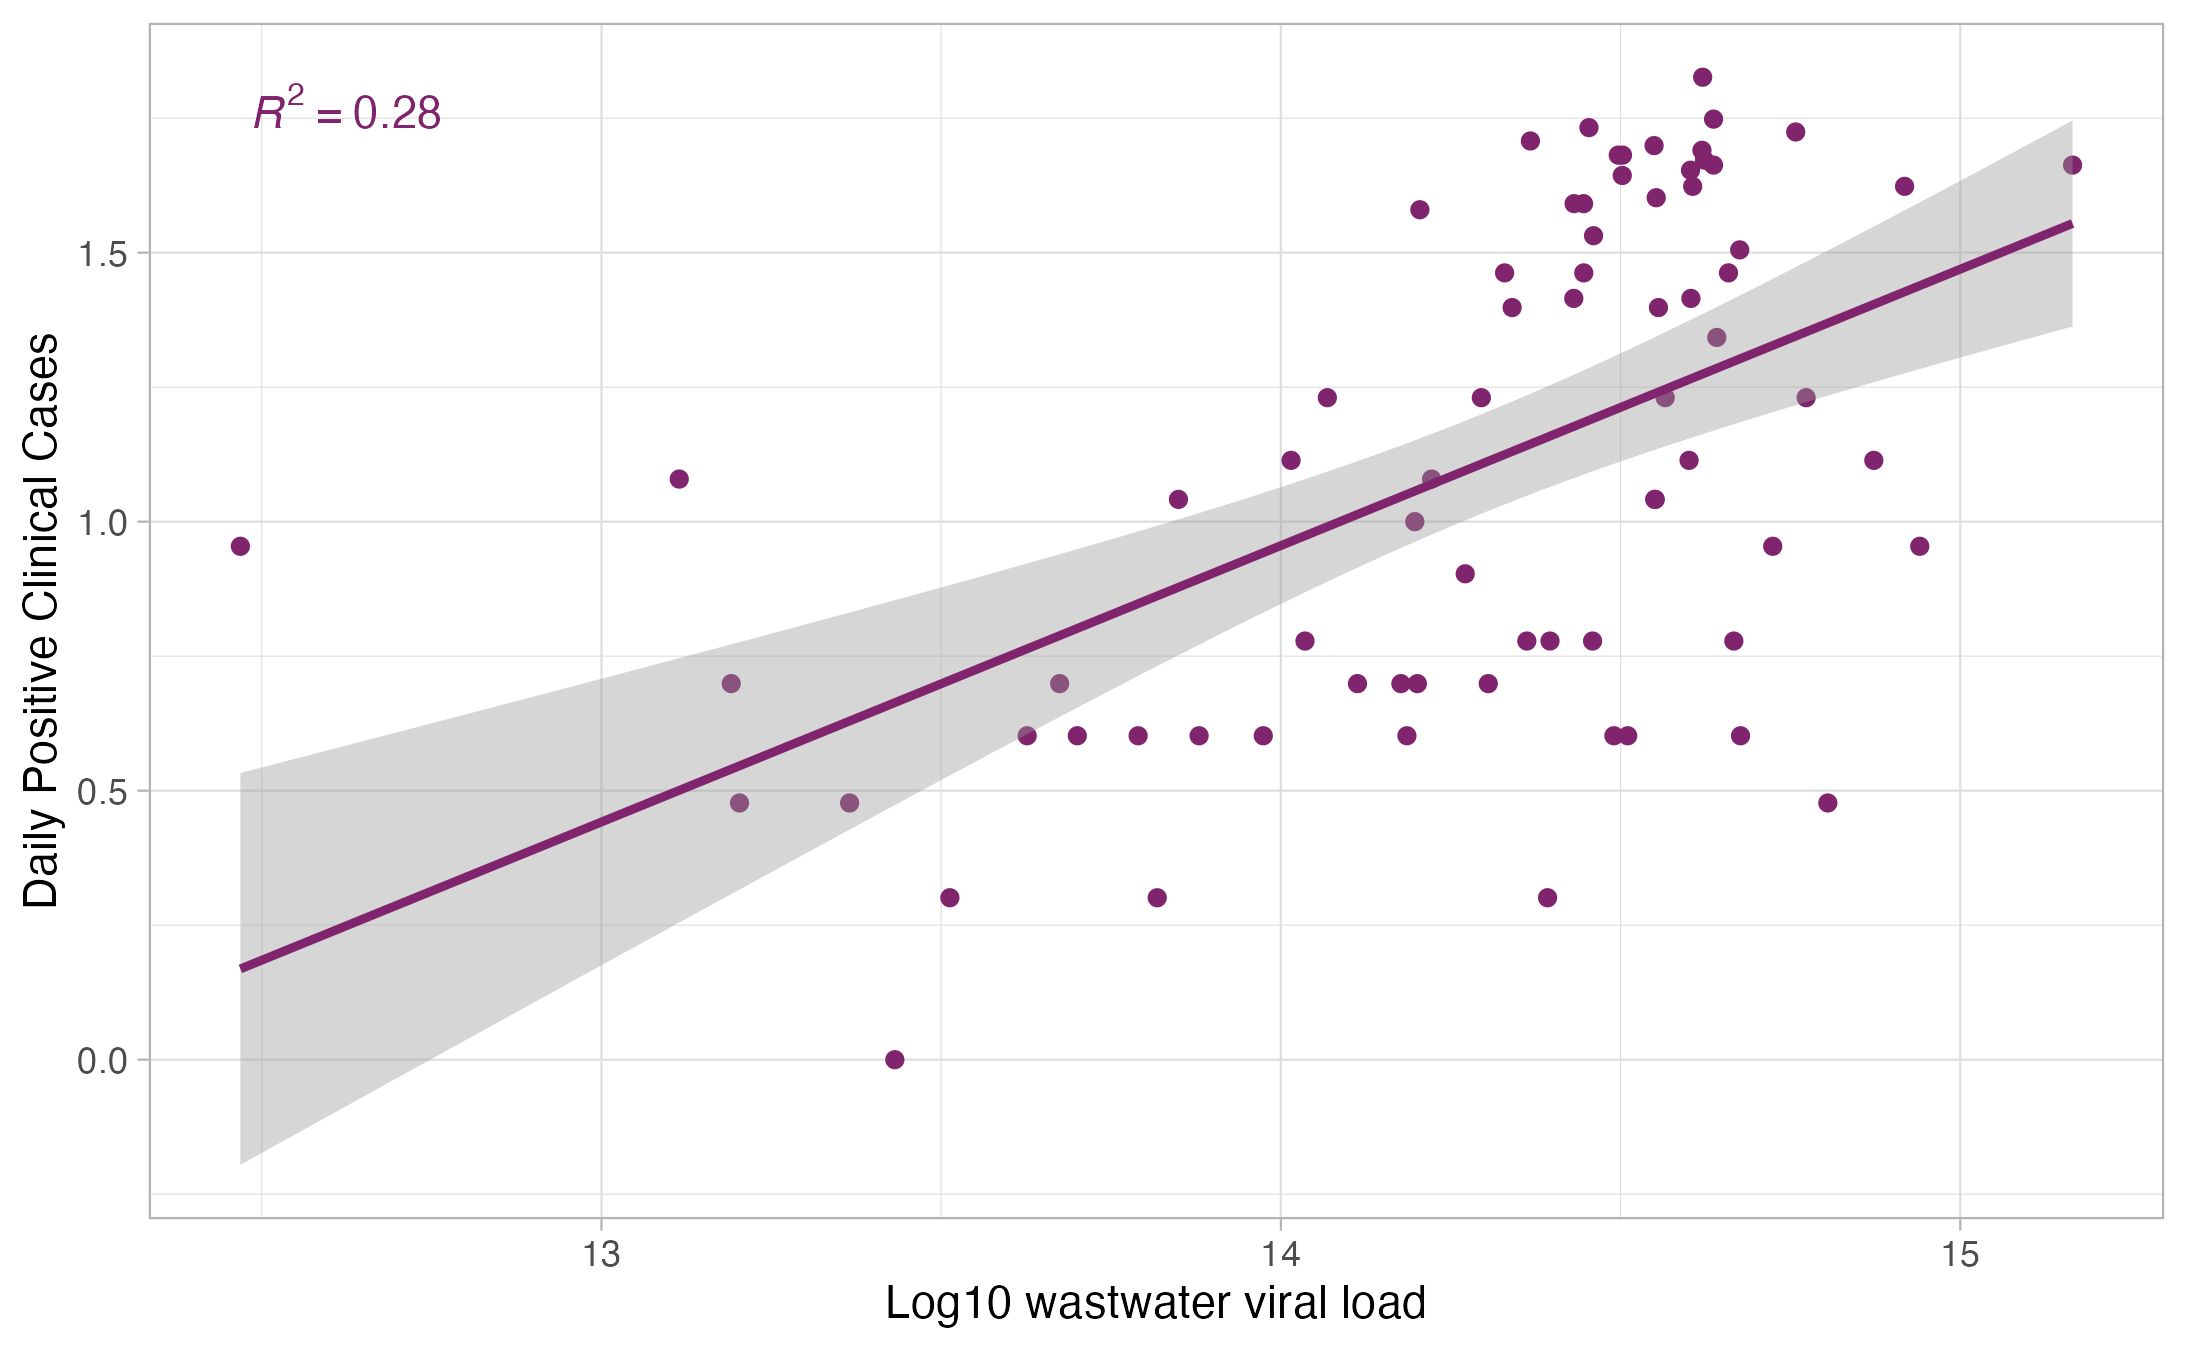 R² = 0.28
Daily Positive Clinical Cases
1.5
1.0
0.5
0.0
13 14 15
Log10 wastwater viral load